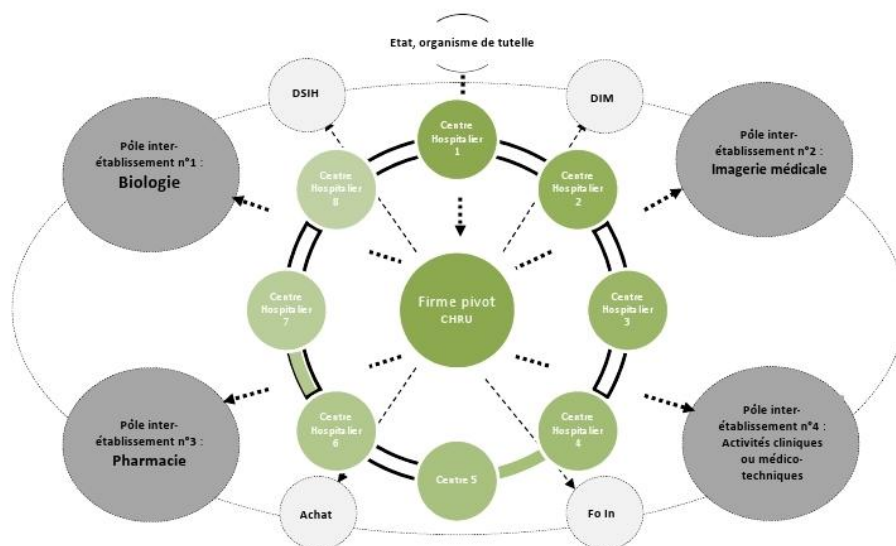 Etat, organisme de tutelle
DSIH
DIM
Pôle inter-
établissement n°1 :
Biologie
Centre
Hospitalier
1
Pôle inter-
établissement n°2 :
Imagerie médicale
Centre
Hospitalier
8
Centre
Hospitalier
2
Centre
Hospitalier
7
Firme pivot
CHRU
Centre
Hospitalier
3
Pôle inter-
établissement n°3 :
Pharmacie
Centre
Hospitalier
6
Centre 5
Centre
Hospitalier
4
Pôle inter-
établissement n°4 :
Activités cliniques
ou médico-
techniques
Achat
Fo In